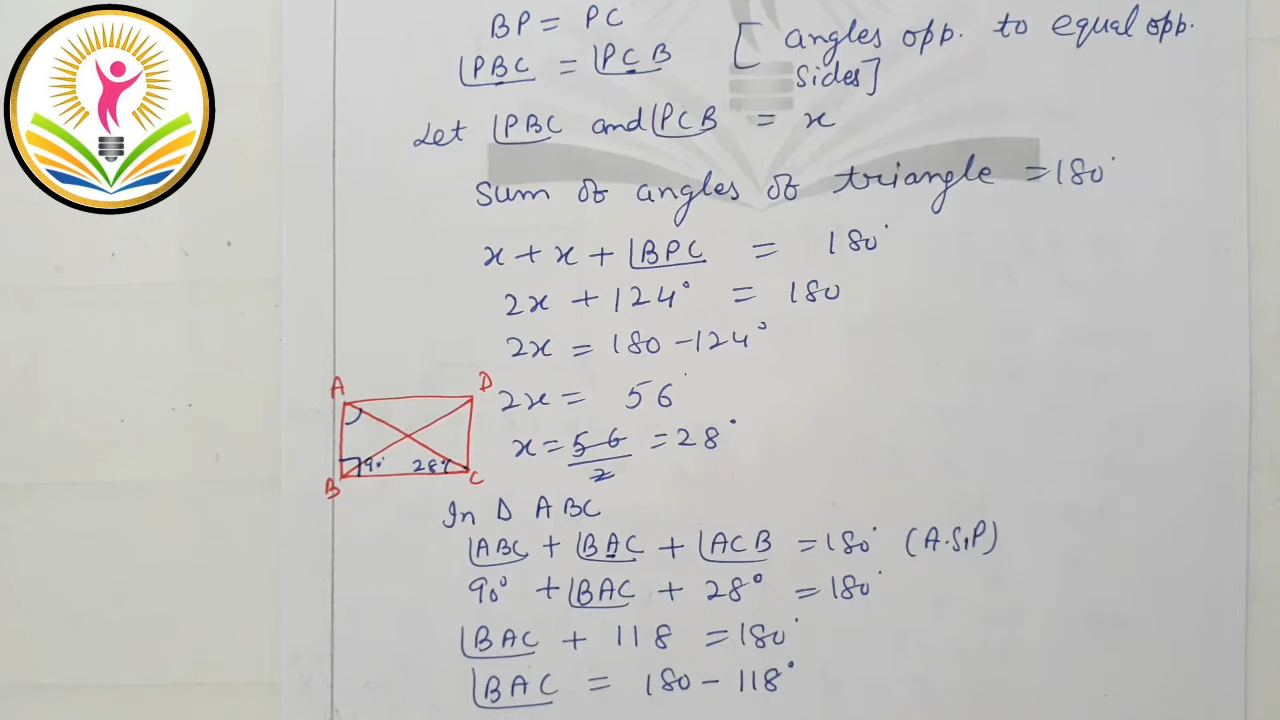 BP = PC
∠PBC = ∠PCB [angles opp. to equal opp. sides]
Let ∠PBC and ∠PCB = x
Sum of angles of triangle = 180°
x + x + ∠BPC = 180°
2x + 124° = 180
2x = 180 - 124°
2x = 56°
x = 56/2 = 28°
A D
90° 28°
B C
In Δ ABC
∠ABC + ∠BAC + ∠ACB = 180° (A.S.P)
90° + ∠BAC + 28° = 180°
∠BAC + 118 = 180°
∠BAC = 180 - 118°